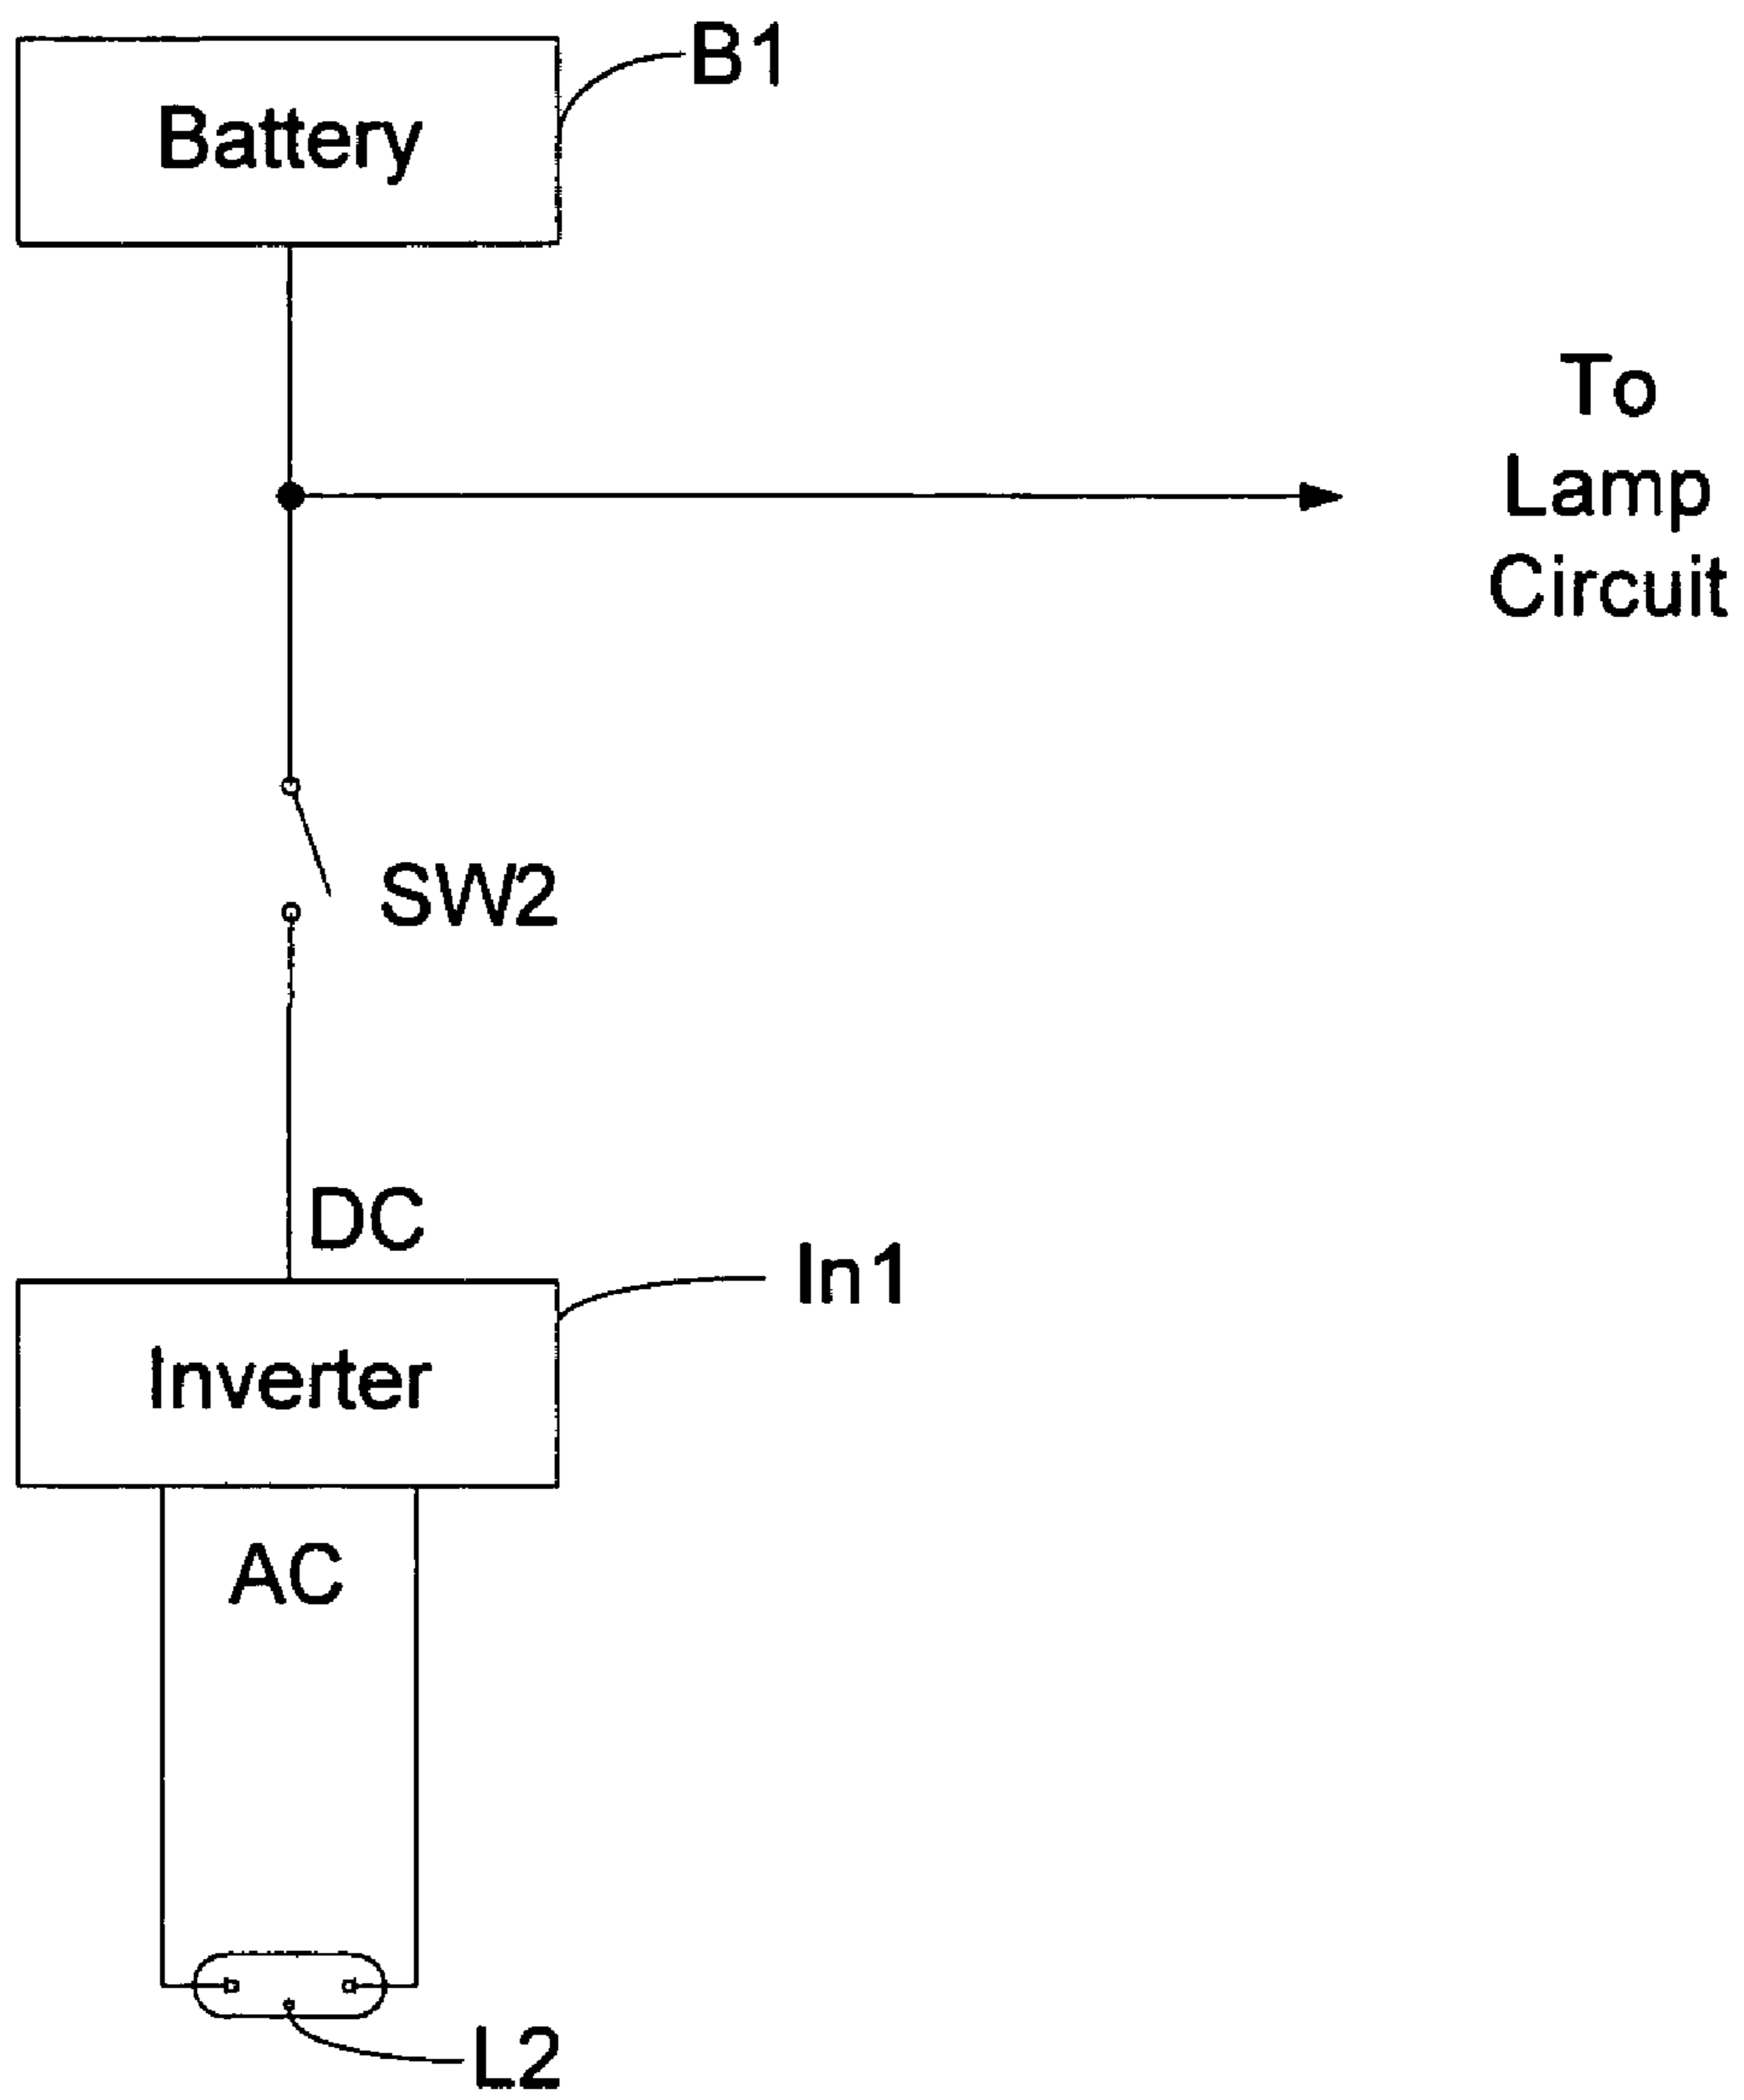 B1
Battery
To
Lamp
Circuit
SW2
DC
In1
Inverter
AC
L2